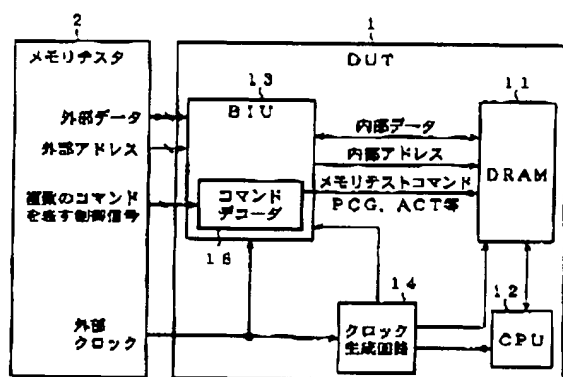 2
メモリテスタ
外部データ
外部アドレス
複数のコマンド
を表す制御信号
外部
クロック
1
DUT
13
BIU
コマンド
デコーダ
16
内部データ
内部アドレス
メモリテストコマンド
PCG、ACT等
11
DRAM
14
クロック
生成回路
12
CPU